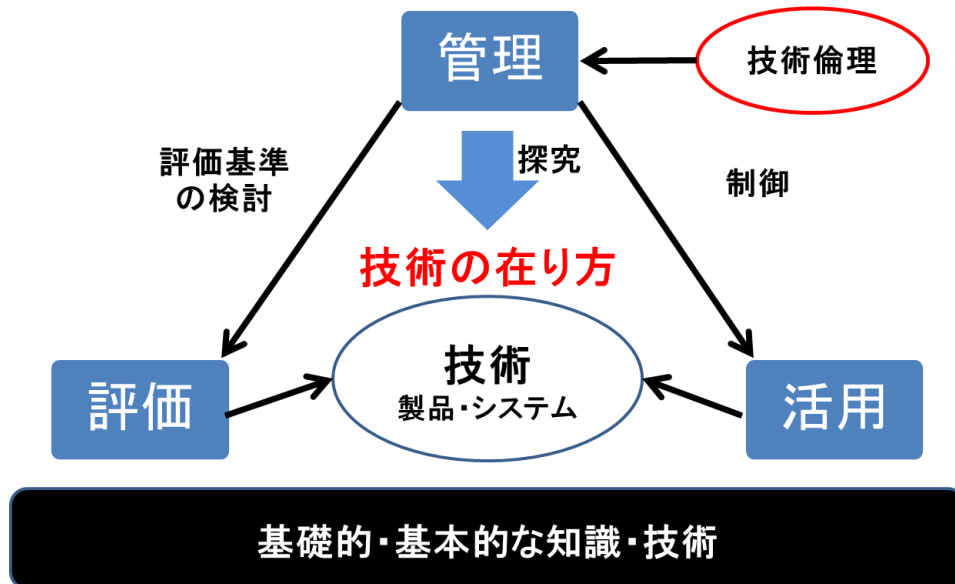 管理
技術倫理
評価基準
の検討
探究
制御
技術の在り方
評価
技術
製品・システム
活用
基礎的・基本的な知識・技術